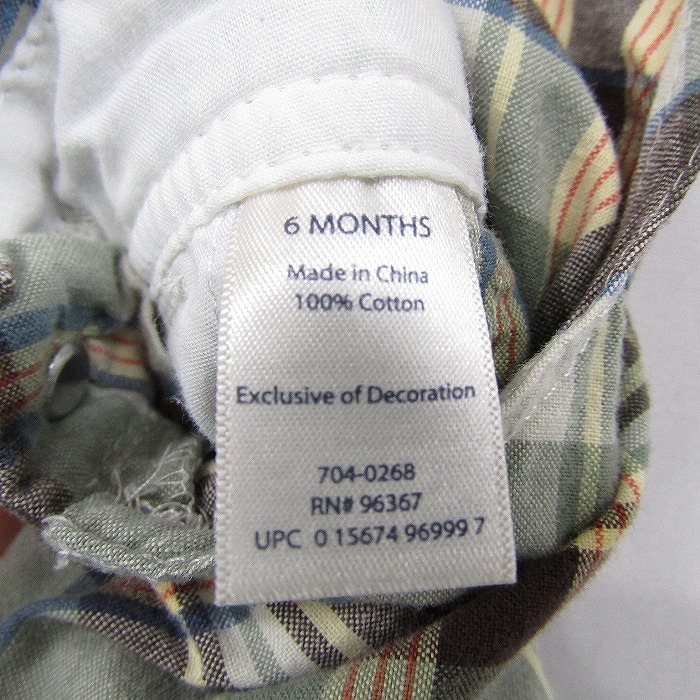 6 MONTHS
Made in China
100% Cotton
Exclusive of Decoration
704-0268
RN# 96367
UPC 0 15674 96999 7